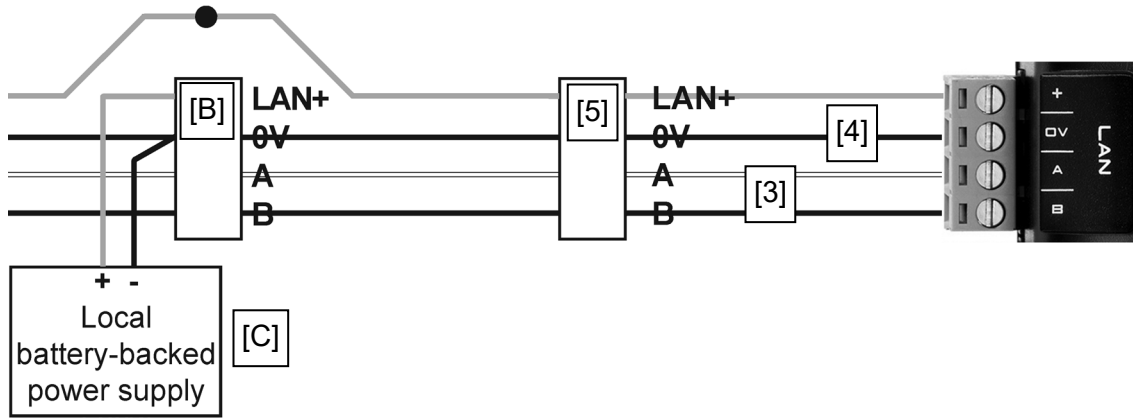 [B]
LAN+
0V
A
B
[5]
LAN+
0V
A
B
[4]
[3]
+
0V
A
B
LAN
+ -
Local
battery-backed
power supply
[C]